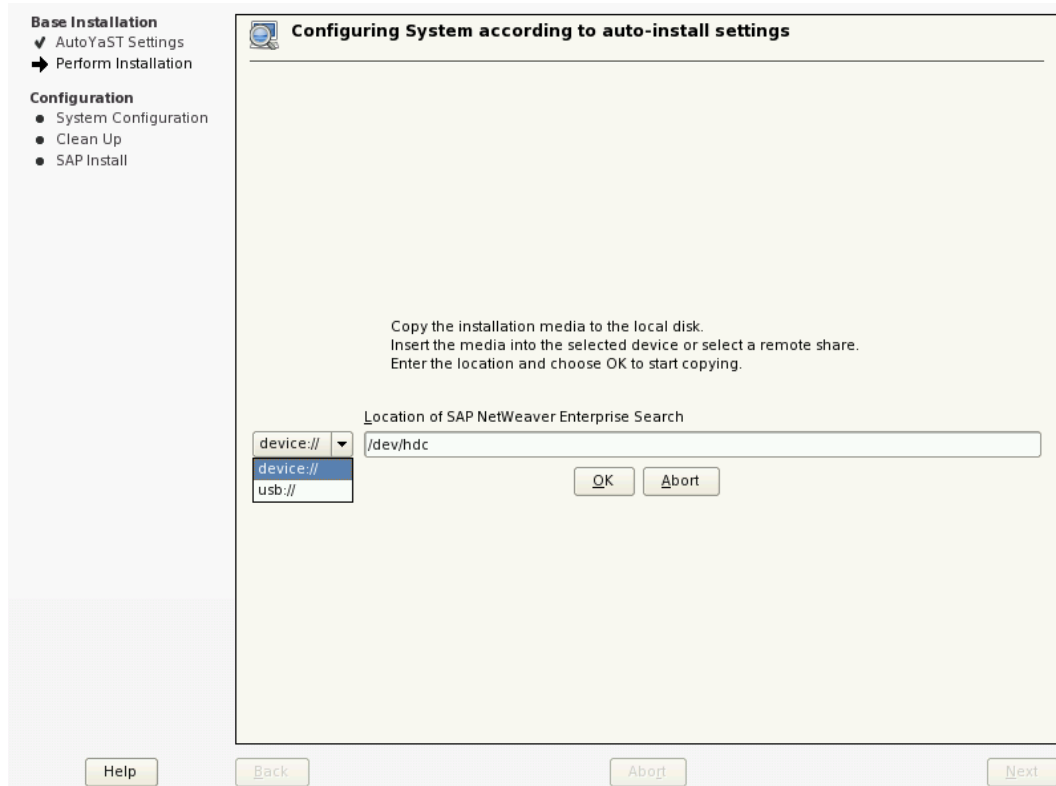 Base Installation
AutoYaST Settings
Perform Installation
Configuration
System Configuration
Clean Up
SAP Install
Configuring System according to auto-install settings
Copy the installation media to the local disk.
Insert the media into the selected device or select a remote share.
Enter the location and choose OK to start copying.
Location of SAP NetWeaver Enterprise Search
device://
/dev/hdc
device://
usb://
OK
Abort
Help
Back
Abort
Next